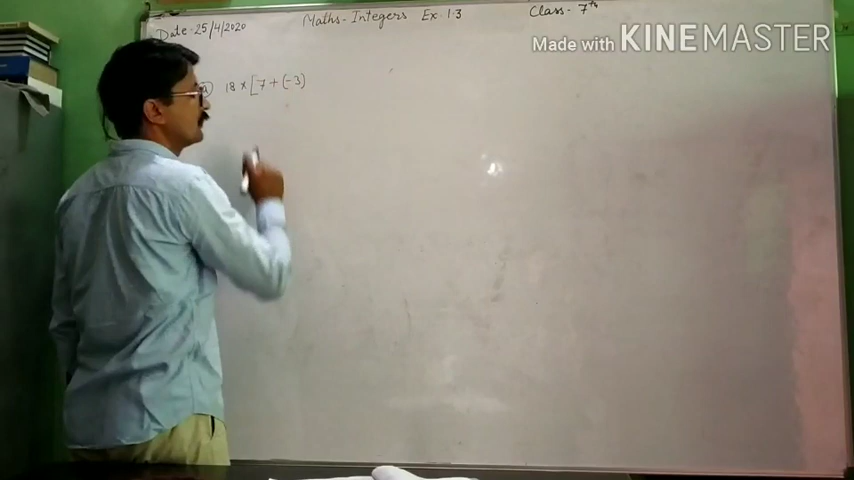 Date:- 25/4/2020 Maths - Integers Ex. 1.3 Class - 7th
Made with KINEMASTER
a) 18 × [7 + (-3)